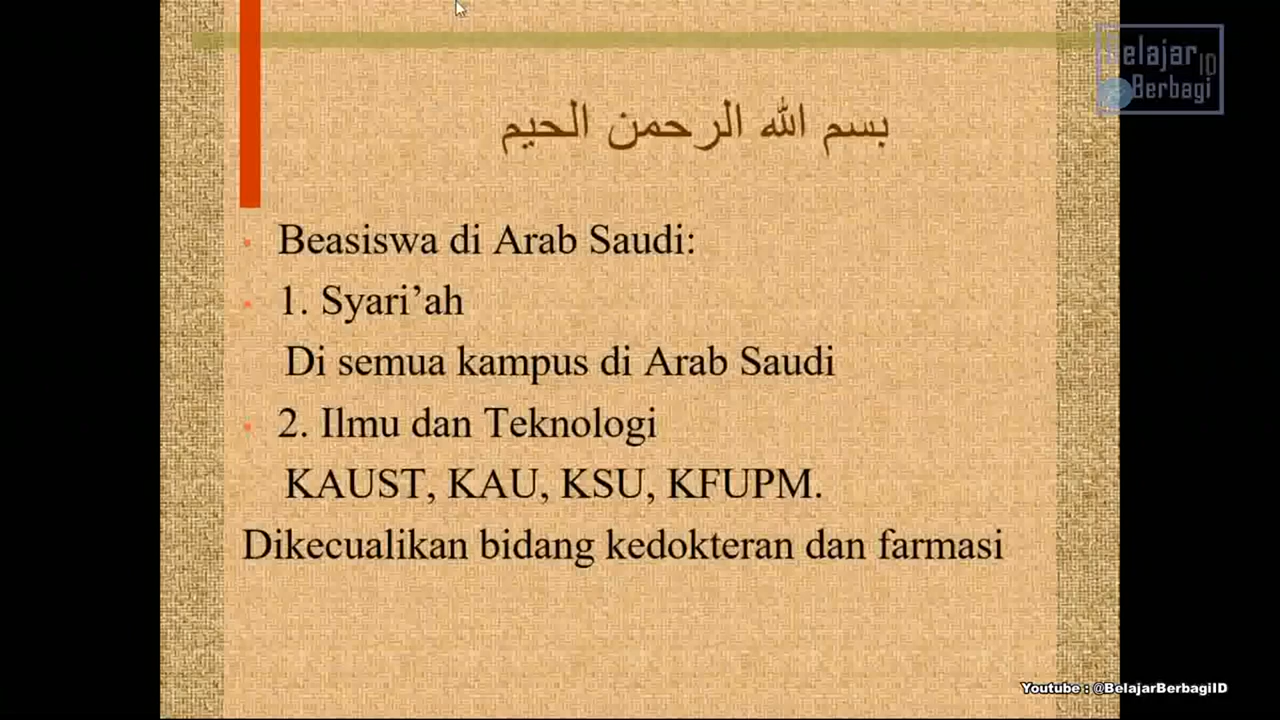 Belajar ID
Berbagi
بسم الله الرحمن الحيم
• Beasiswa di Arab Saudi:
• 1. Syari’ah
Di semua kampus di Arab Saudi
• 2. Ilmu dan Teknologi
KAUST, KAU, KSU, KFUPM.
Dikecualikan bidang kedokteran dan farmasi
Youtube : @BelajarBerbagiID